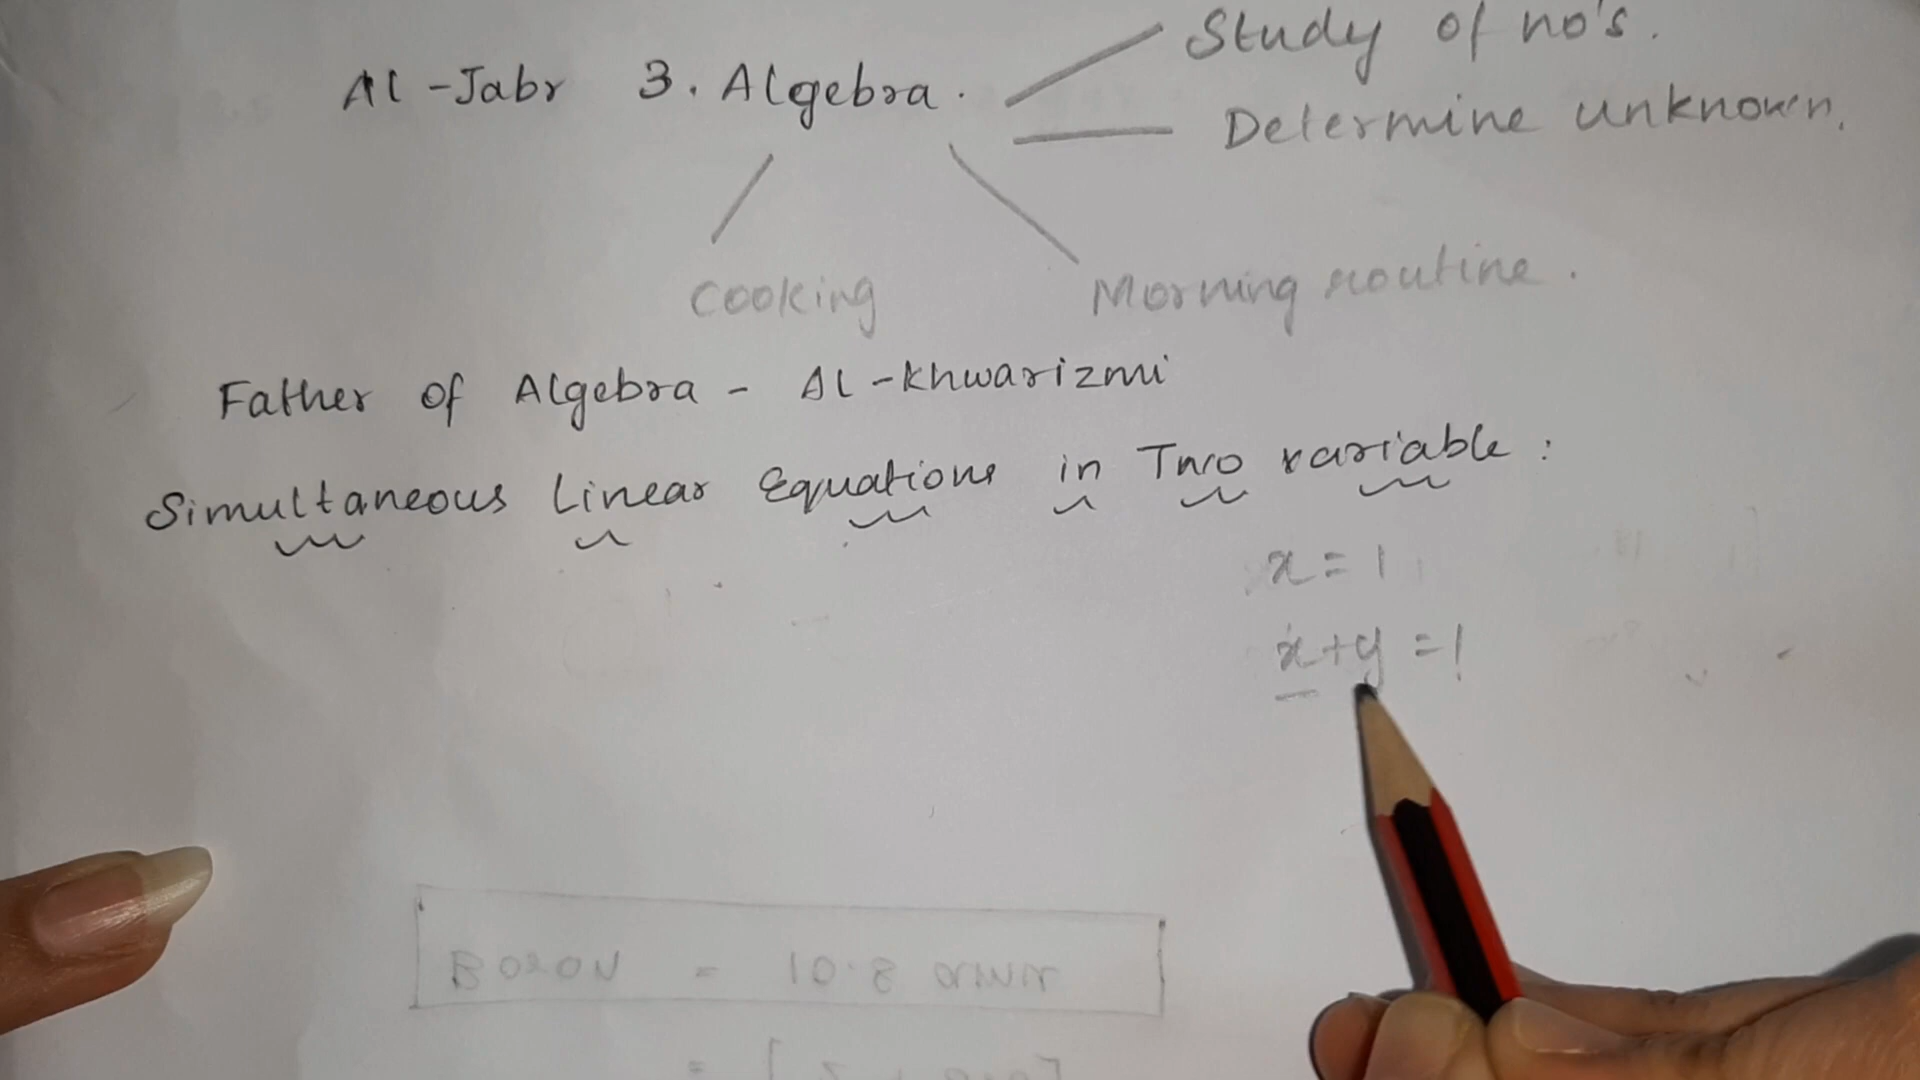 Study of no's.
Al-Jabr 3. Algebra.
Determine unknown.
Cooking
Morning routine.
Father of Algebra - Al-Khwarizmi
Simultaneous Linear Equations in Two variable :
x = 1
x+y = 1